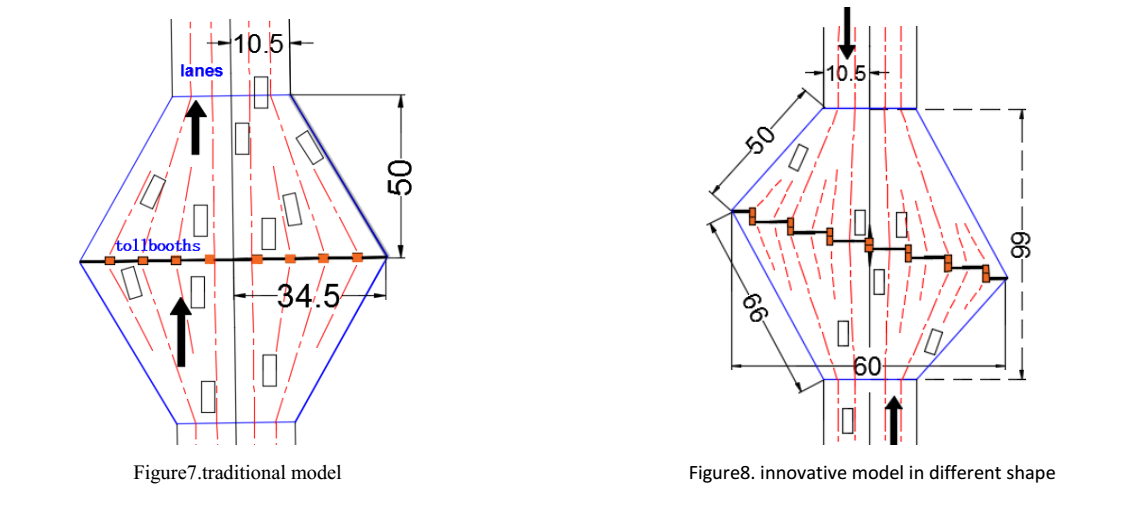 10.5
lanes
50
tollbooths
34.5
Figure7.traditional model
10.5
50
66
99
60
Figure8. innovative model in different shape